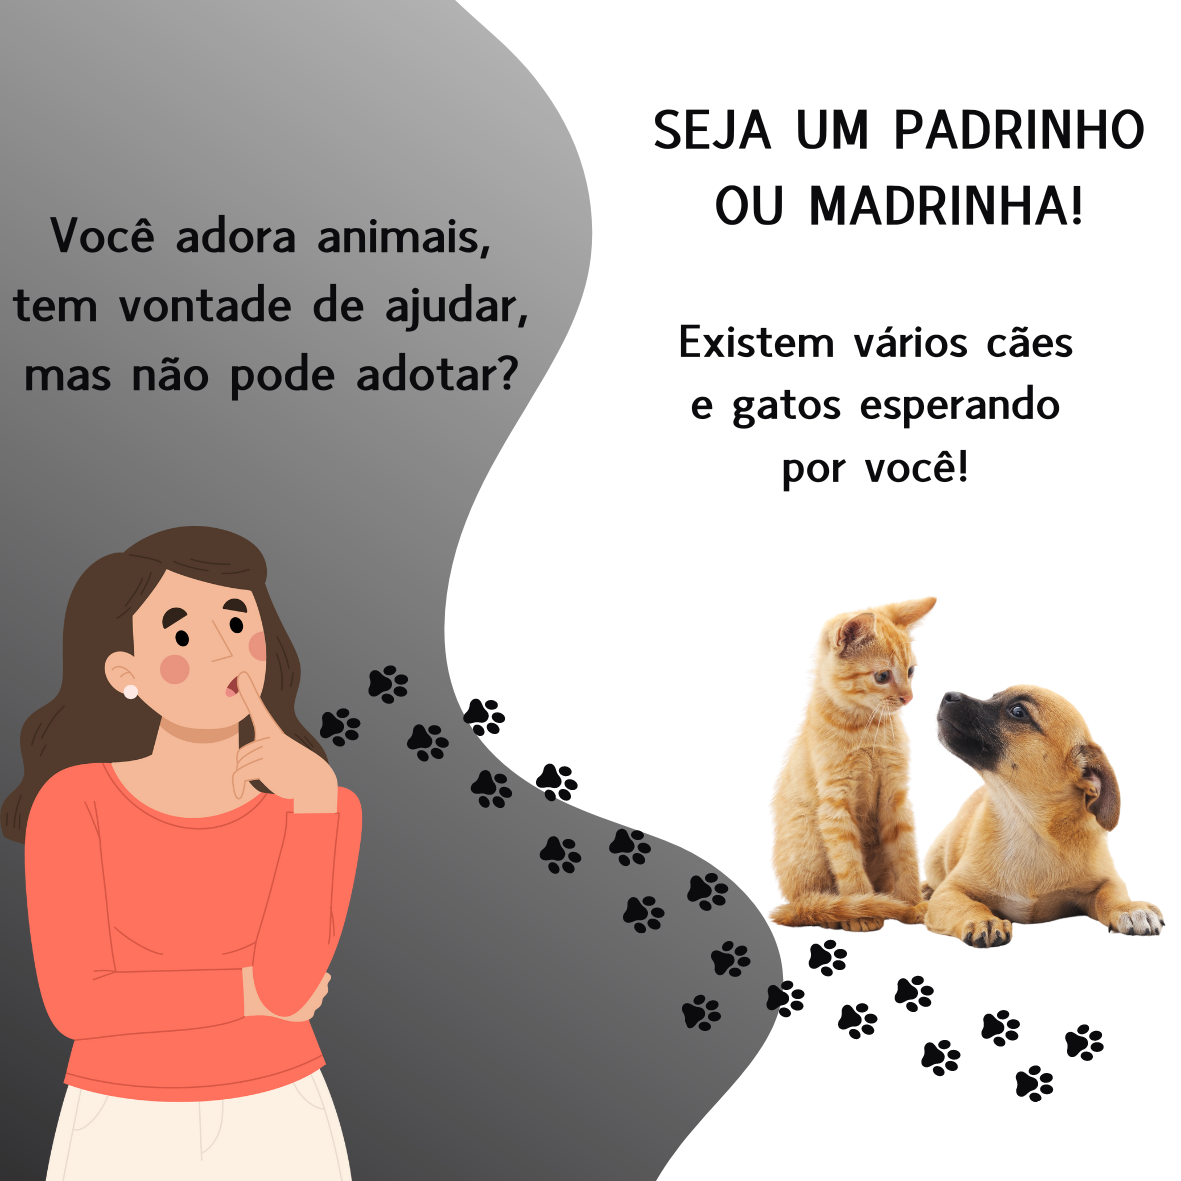 Você adora animais,
tem vontade de ajudar,
mas não pode adotar?
SEJA UM PADRINHO
OU MADRINHA!
Existem vários cães
e gatos esperando
por você!